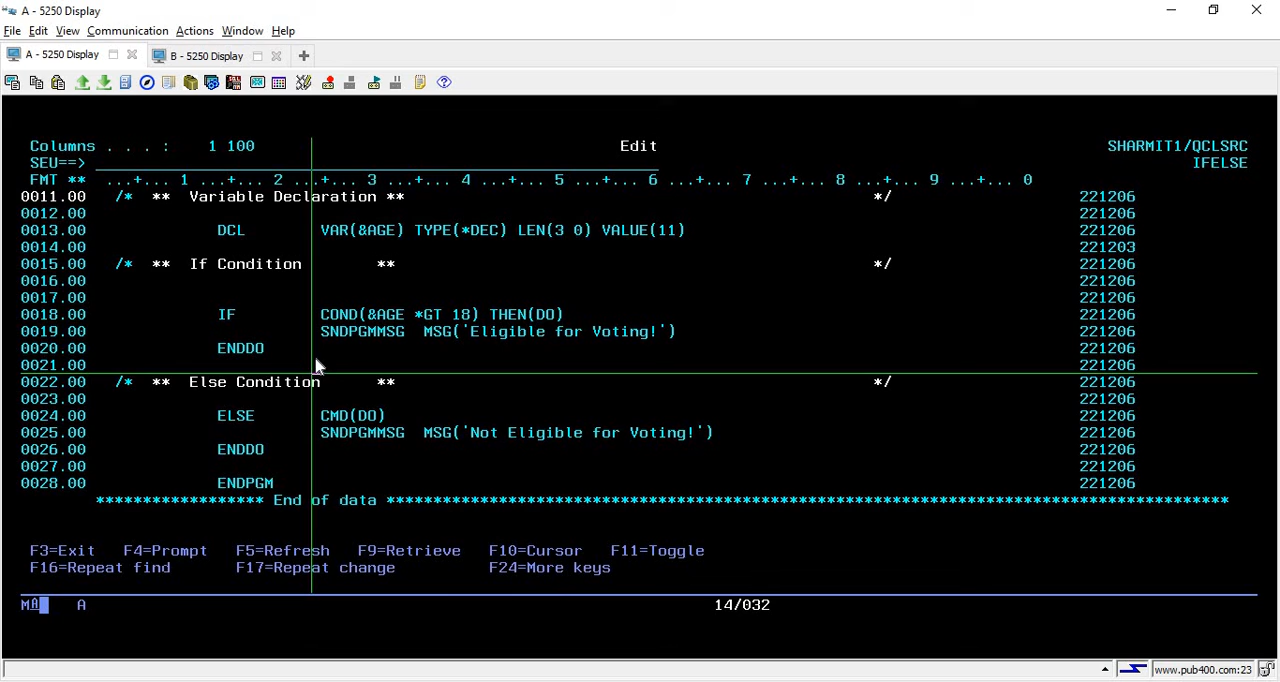 A - 5250 Display
File Edit View Communication Actions Window Help
A - 5250 Display B - 5250 Display
Columns . . . : 1 100 Edit SHARMIT1/QCLSRC
SEU==> IFELSE
FMT ** ...+... 1 ...+... 2 ...+... 3 ...+... 4 ...+... 5 ...+... 6 ...+... 7 ...+... 8 ...+... 9 ...+... 0
0011.00 /* ** Variable Declaration ** */ 221206
0012.00 221206
0013.00 DCL VAR(&AGE) TYPE(*DEC) LEN(3 0) VALUE(11) 221206
0014.00 221203
0015.00 /* ** If Condition ** */ 221206
0016.00 221206
0017.00 221206
0018.00 IF COND(&AGE *GT 18) THEN(DO) 221206
0019.00 SNDPGMMSG MSG('Eligible for Voting!') 221206
0020.00 ENDDO 221206
0021.00 221206
0022.00 /* ** Else Condition ** */ 221206
0023.00 221206
0024.00 ELSE CMD(DO) 221206
0025.00 SNDPGMMSG MSG('Not Eligible for Voting!') 221206
0026.00 ENDDO 221206
0027.00 221206
0028.00 ENDPGM 221206
****************** End of data ******************************************************************************************
F3=Exit F4=Prompt F5=Refresh F9=Retrieve F10=Cursor F11=Toggle
F16=Repeat find F17=Repeat change F24=More keys
MA A 14/032
www.pub400.com:23